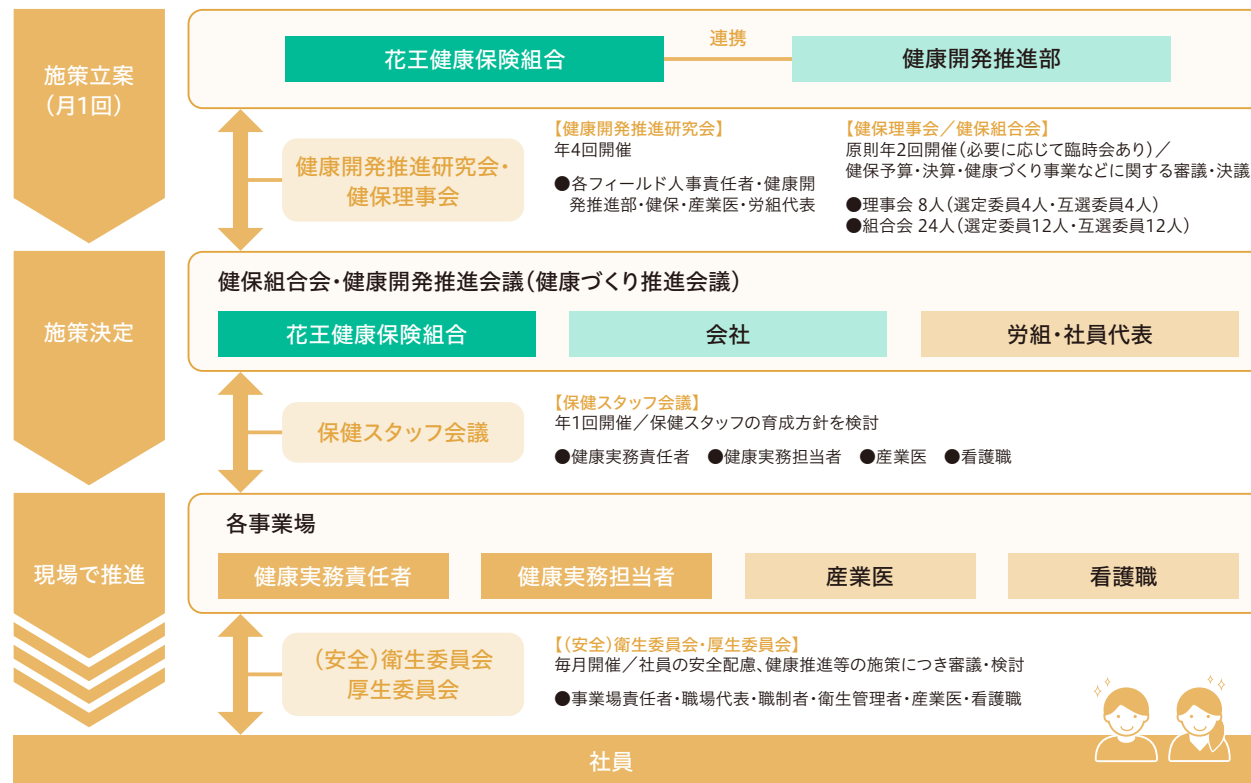 施策立案
（月1回）
花王健康保険組合
連携
健康開発推進部
健康開発推進研究会・
健保理事会
【健康開発推進研究会】
年4回開催
●各フィールド人事責任者・健康開
発推進部・健保・産業医・労組代表
【健保理事会／健保組合会】
原則年2回開催（必要に応じて臨時会あり）／
健保予算・決算・健康づくり事業などに関する審議・決議
●理事会 8人（選定委員4人・互選委員4人）
●組合会 24人（選定委員12人・互選委員12人）
施策決定
健保組合会・健康開発推進会議（健康づくり推進会議）
花王健康保険組合
会社
労組・社員代表
保健スタッフ会議
【保健スタッフ会議】
年1回開催／保健スタッフの育成方針を検討
●健康実務責任者 ●健康実務担当者 ●産業医 ●看護職
現場で推進
各事業場
健康実務責任者
健康実務担当者
産業医
看護職
（安全）衛生委員会
厚生委員会
【（安全）衛生委員会・厚生委員会】
毎月開催／社員の安全配慮、健康推進等の施策につき審議・検討
●事業場責任者・職場代表・職制者・衛生管理者・産業医・看護職
社員